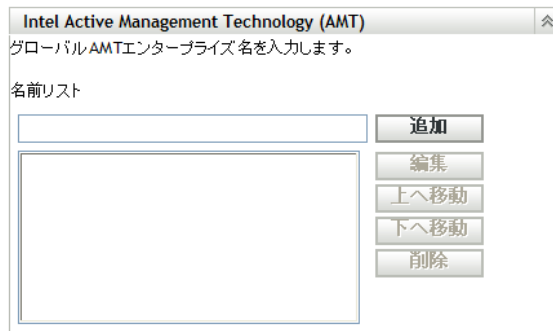 Intel Active Management Technology (AMT)
グローバルAMTエンタープライズ名を入力します。
名前リスト
追加
編集
上へ移動
下へ移動
削除